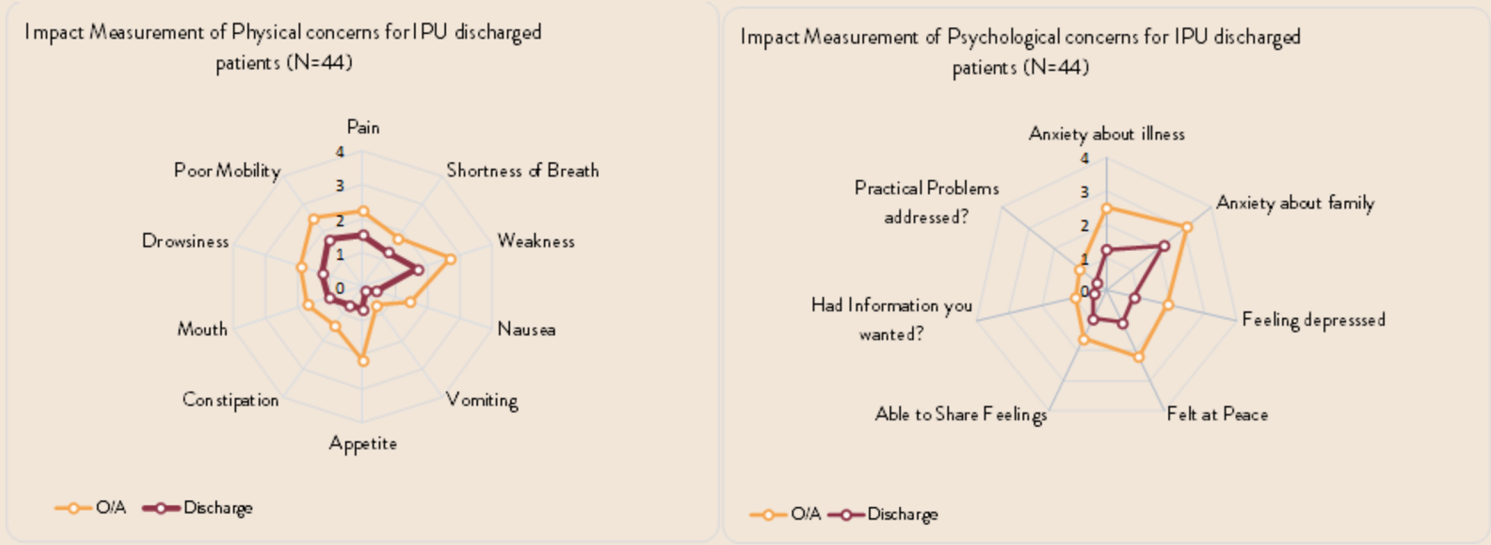 Impact Measurement of Physical concerns for IPU discharged
patients (N=44)
Pain
4
Poor Mobility
Shortness of Breath
3
2
Drowsiness
Weakness
1
0
Mouth
Nausea
Constipation
Vomiting
Appetite
O/A
Discharge
Impact Measurement of Psychological concerns for IPU discharged
patients (N=44)
Anxiety about illness
4
Practical Problems
addressed?
3
Anxiety about family
2
1
0
Had Information you
wanted?
Feeling depresssed
Able to Share Feelings
Felt at Peace
O/A
Discharge